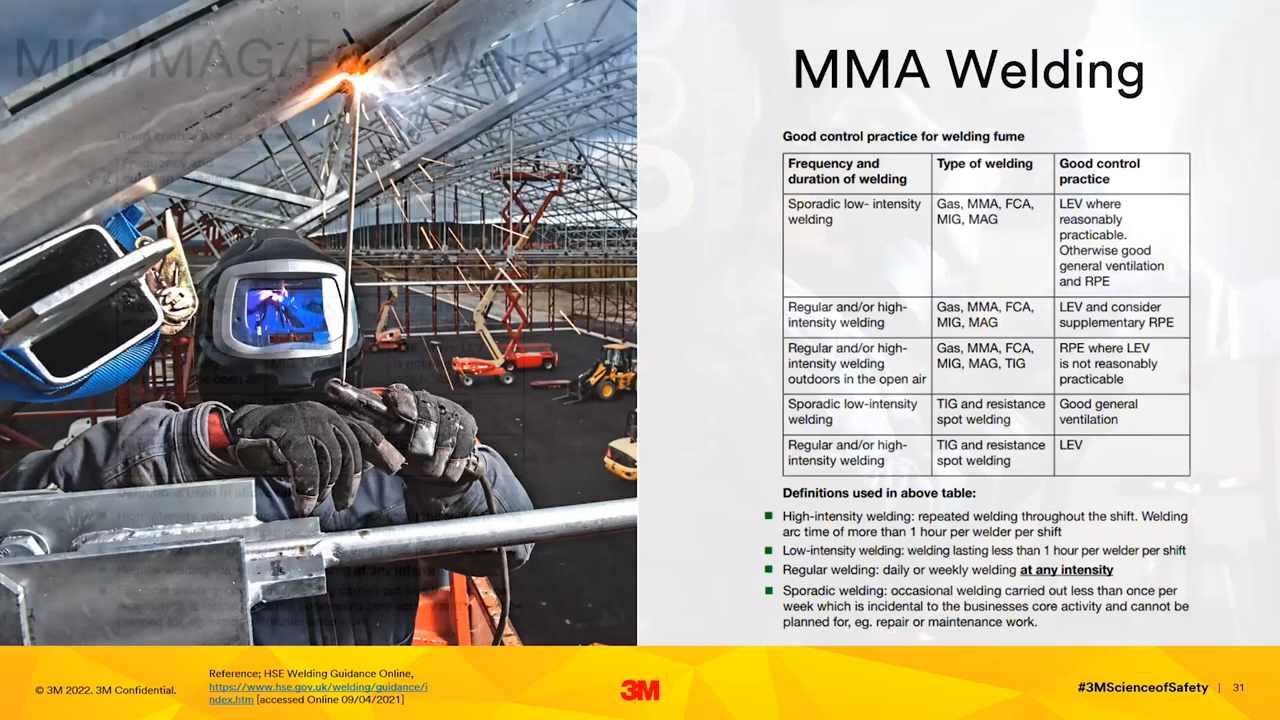 MIG/MAG/FCA Welding
MMA Welding
Good control practice for welding fume
Frequency and
duration of welding
Type of welding
Good control
practice
Sporadic low- intensity
welding
Gas, MMA, FCA,
MIG, MAG
LEV where
reasonably
practicable.
Otherwise good
general ventilation
and RPE
Regular and/or high-
intensity welding
Gas, MMA, FCA,
MIG, MAG
LEV and consider
supplementary RPE
Regular and/or high-
intensity welding
outdoors in the open air
Gas, MMA, FCA,
MIG, MAG, TIG
RPE where LEV
is not reasonably
practicable
Sporadic low-intensity
welding
TIG and resistance
spot welding
Good general
ventilation
Regular and/or high-
intensity welding
TIG and resistance
spot welding
LEV
Definitions used in above table:
High-intensity welding: repeated welding throughout the shift. Welding
arc time of more than 1 hour per welder per shift
Low-intensity welding: welding lasting less than 1 hour per welder per shift
Regular welding: daily or weekly welding at any intensity
Sporadic welding: occasional welding carried out less than once per
week which is incidental to the businesses core activity and cannot be
planned for, eg. repair or maintenance work.
© 3M 2022. 3M Confidential.
Reference; HSE Welding Guidance Online,
https://www.hse.gov.uk/welding/guidance/i
ndex.htm [accessed Online 09/04/2021]
3M
#3MScienceofSafety | 31